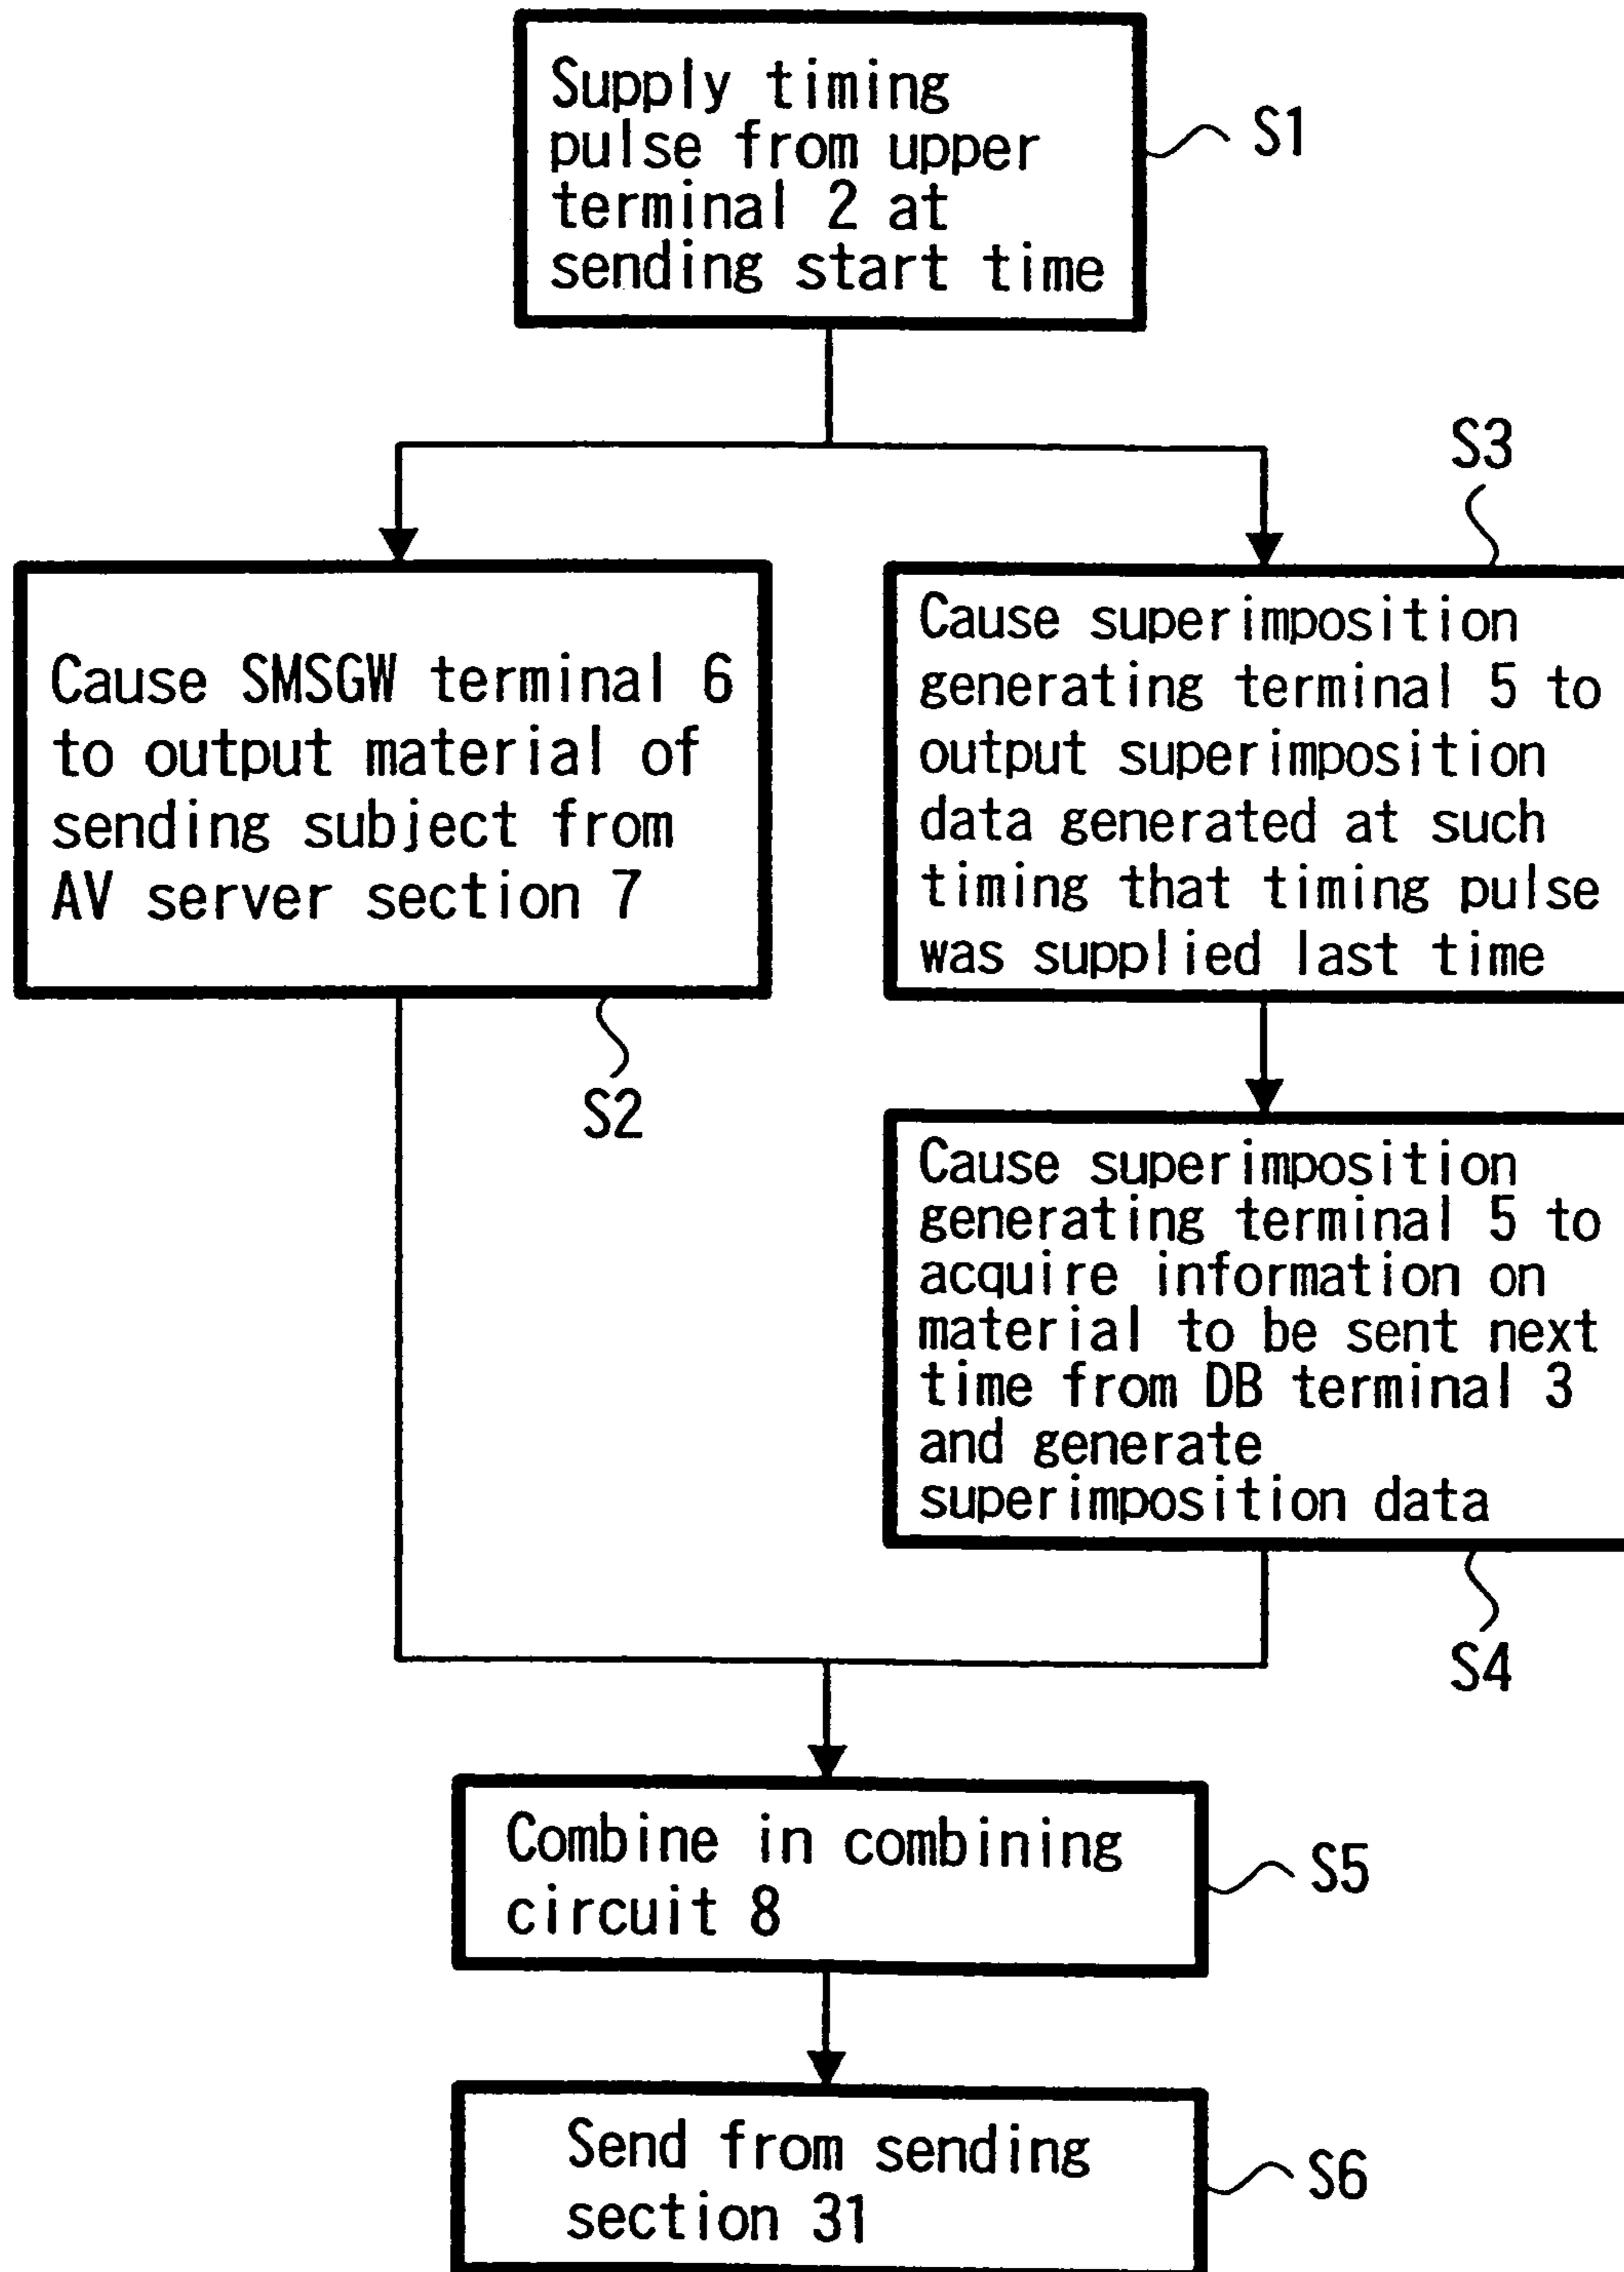 Supply timing
pulse from upper
terminal 2 at
sending start time
S1
S3
Cause SMSGW terminal 6
to output material of
sending subject from
AV server section 7
S2
Cause superimposition
generating terminal 5 to
output superimposition
data generated at such
timing that timing pulse
was supplied last time
Cause superimposition
generating terminal 5 to
acquire information on
material to be sent next
time from DB terminal 3
and generate
superimposition data
S4
Combine in combining
circuit 8
S5
Send from sending
section 31
S6